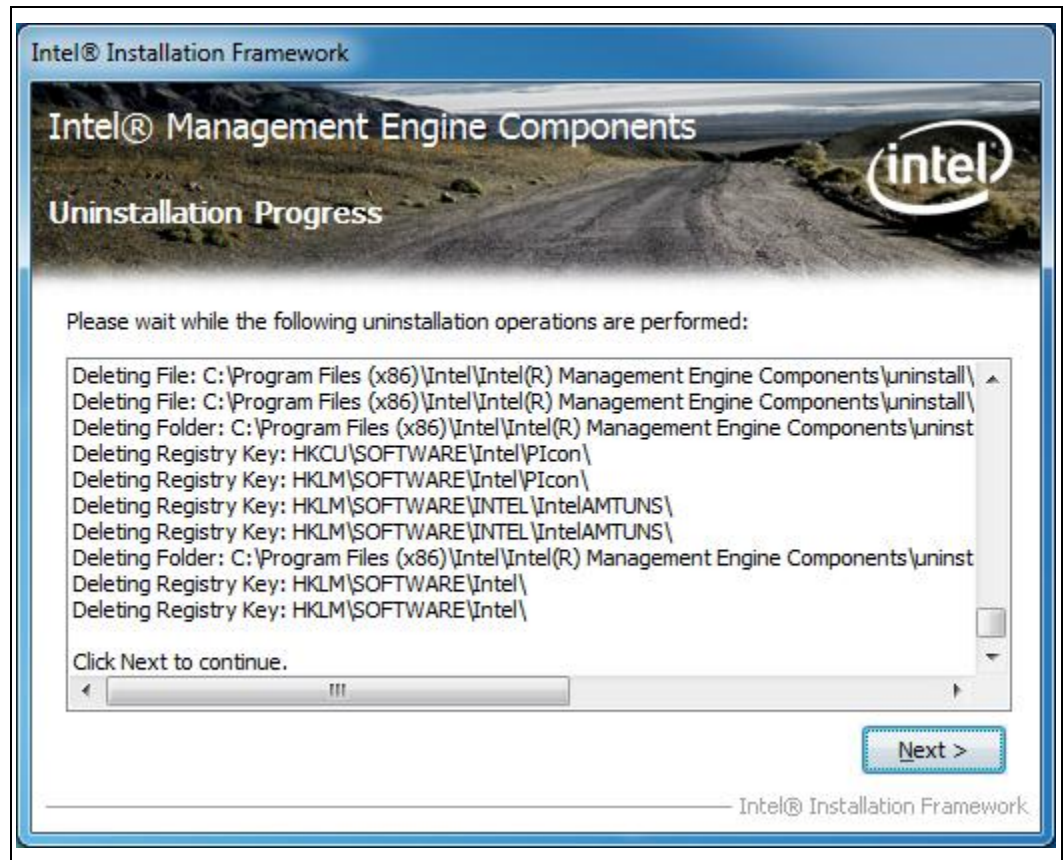 Intel® Installation Framework
Intel® Management Engine Components
intel
Uninstallation Progress
Please wait while the following uninstallation operations are performed:
Deleting File: C:\Program Files (x86)\Intel\Intel(R) Management Engine Components\uninstall\
Deleting File: C:\Program Files (x86)\Intel\Intel(R) Management Engine Components\uninstall\
Deleting Folder: C:\Program Files (x86)\Intel\Intel(R) Management Engine Components\uninst
Deleting Registry Key: HKCU\SOFTWARE\Intel\PIcon\
Deleting Registry Key: HKLM\SOFTWARE\Intel\PIcon\
Deleting Registry Key: HKLM\SOFTWARE\INTEL\IntelAMTUNS\
Deleting Registry Key: HKLM\SOFTWARE\INTEL\IntelAMTUNS\
Deleting Folder: C:\Program Files (x86)\Intel\Intel(R) Management Engine Components\uninst
Deleting Registry Key: HKLM\SOFTWARE\Intel\
Deleting Registry Key: HKLM\SOFTWARE\Intel\
Click Next to continue.
Next >
Intel® Installation Framework